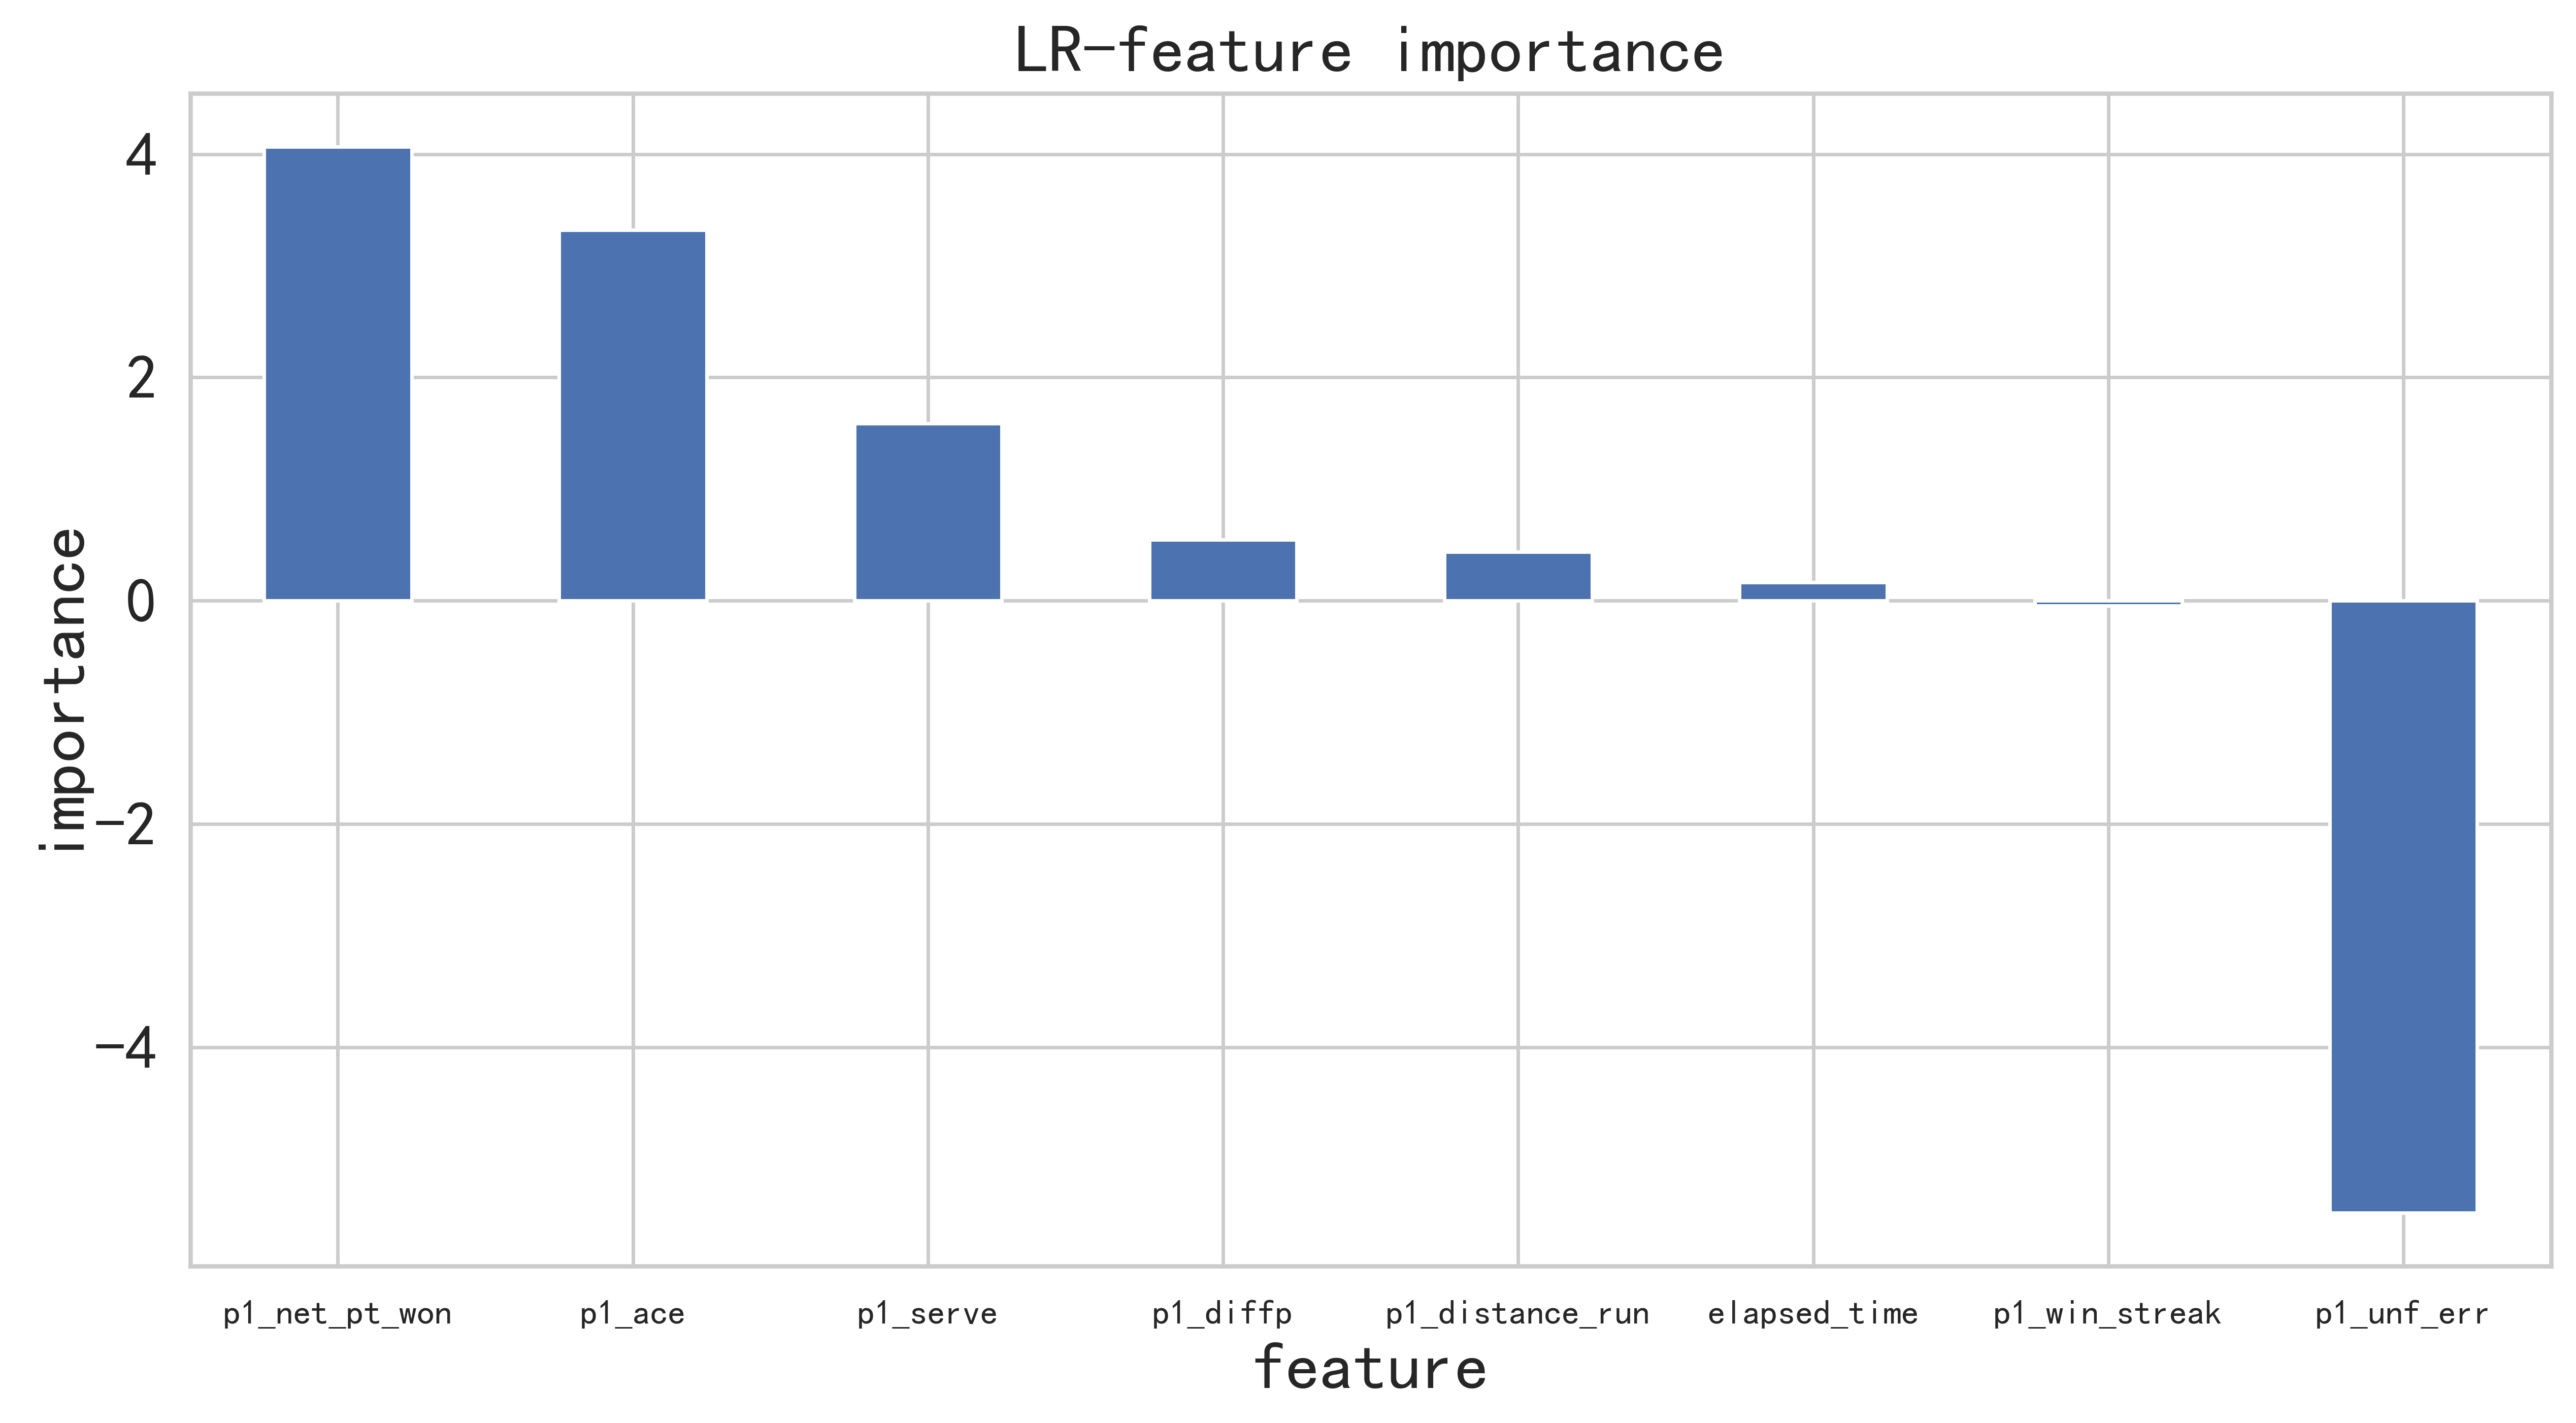 LR-feature importance
importance
4
2
0
-2
-4
p1_net_pt_won p1_ace p1_serve p1_diffp p1_distance_run elapsed_time p1_win_streak p1_unf_err
feature